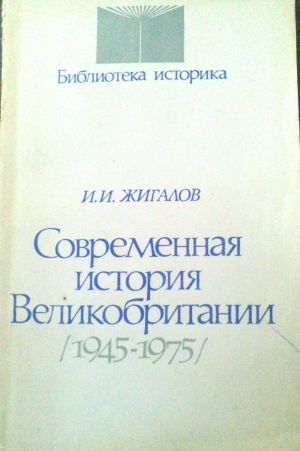 Библиотека историка
И.И. ЖИГАЛОВ
Современная
история
Великобритании
/1945-1975/